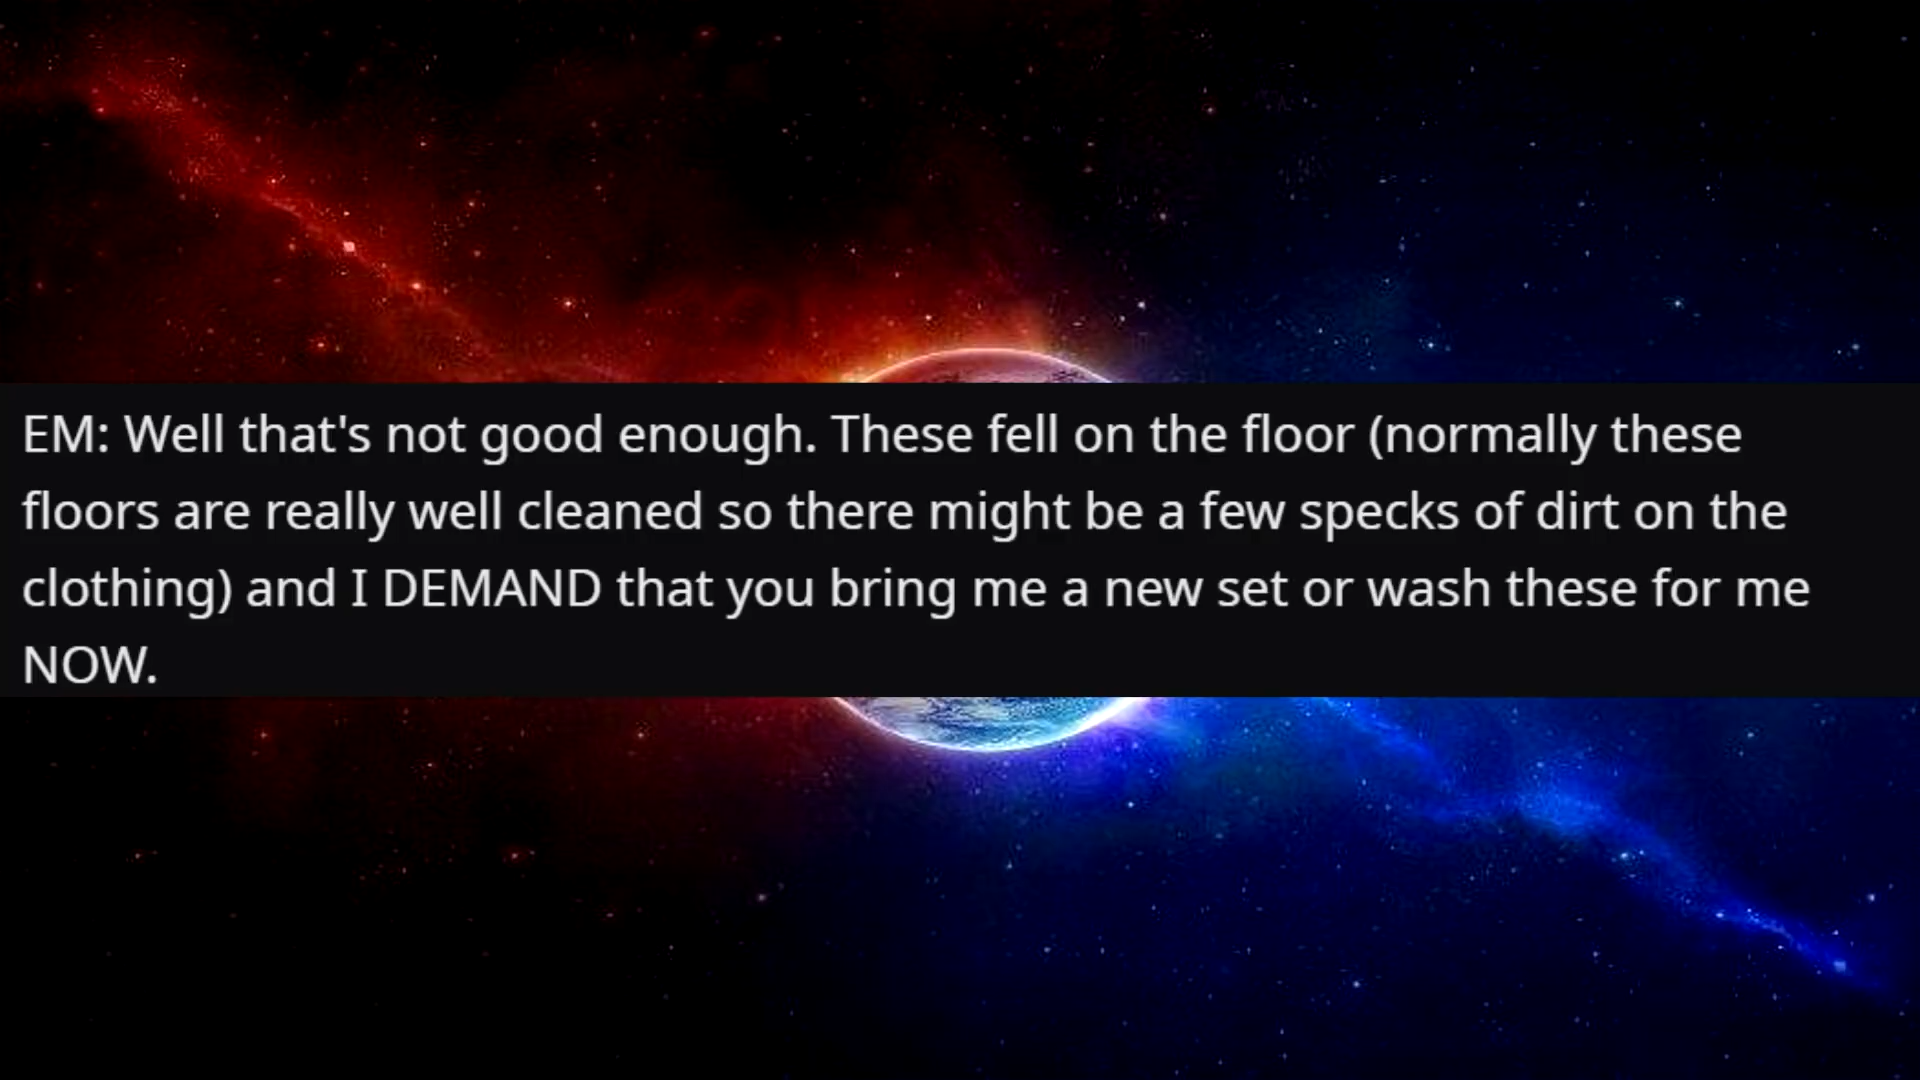 EM: Well that's not good enough. These fell on the floor (normally these
floors are really well cleaned so there might be a few specks of dirt on the
clothing) and I DEMAND that you bring me a new set or wash these for me
NOW.